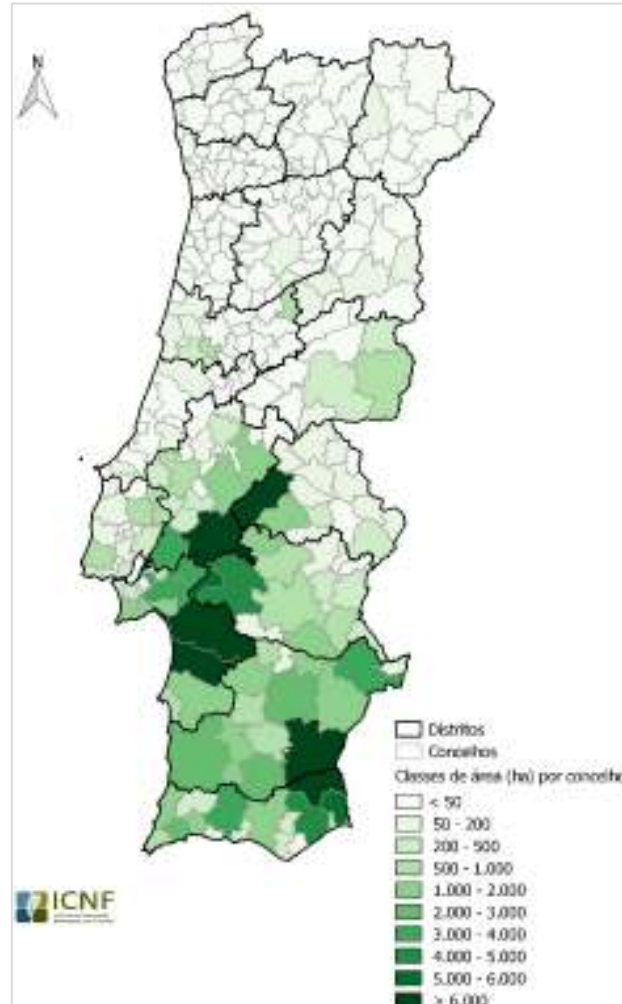 N
Distritos
Concelhos
Classes de área (ha) por concelho
< 50
50 - 200
200 - 500
500 - 1.000
1.000 - 2.000
2.000 - 3.000
3.000 - 4.000
4.000 - 5.000
5.000 - 6.000
> 6.000
ICNF